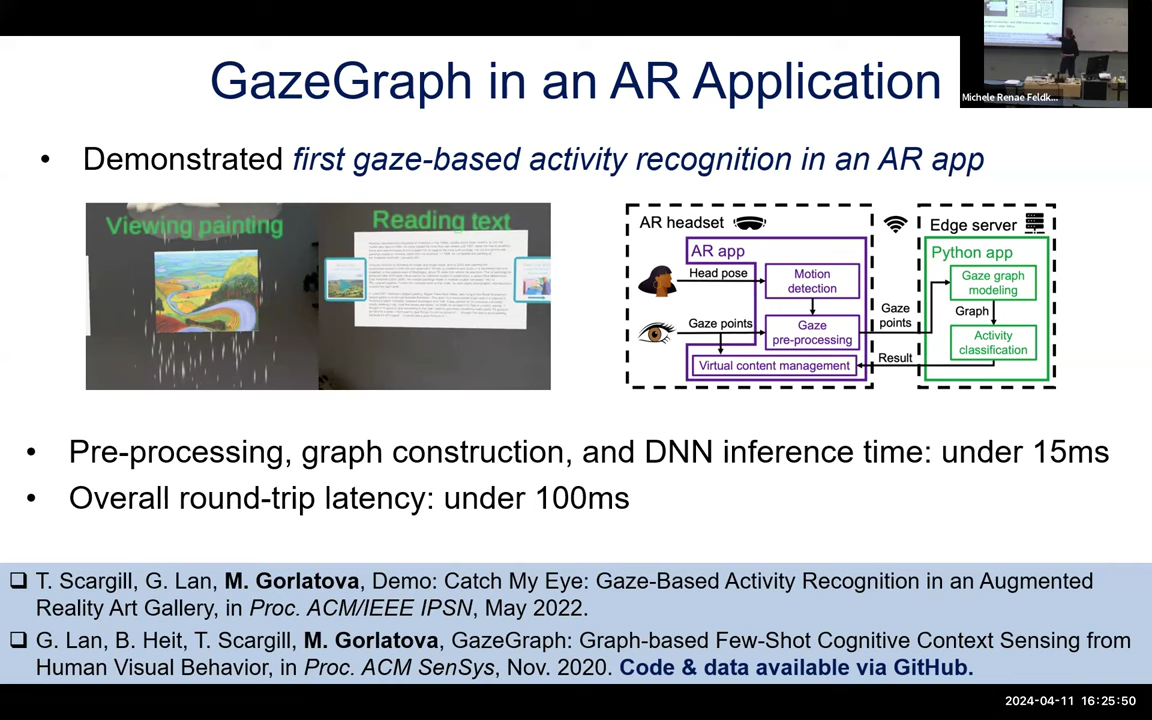 GazeGraph in an AR Application
Michele Renae Feldk...
• Demonstrated first gaze-based activity recognition in an AR app
Viewing painting
Reading text
AR headset
AR app
Head pose
Motion
detection
Gaze points
Gaze
pre-processing
Virtual content management
Gaze
points
Result
Edge server
Python app
Gaze graph
modeling
Graph
Activity
classification
• Pre-processing, graph construction, and DNN inference time: under 15ms
• Overall round-trip latency: under 100ms
❑ T. Scargill, G. Lan, M. Gorlatova, Demo: Catch My Eye: Gaze-Based Activity Recognition in an Augmented
Reality Art Gallery, in Proc. ACM/IEEE IPSN, May 2022.
❑ G. Lan, B. Heit, T. Scargill, M. Gorlatova, GazeGraph: Graph-based Few-Shot Cognitive Context Sensing from
Human Visual Behavior, in Proc. ACM SenSys, Nov. 2020. Code & data available via GitHub.
2024-04-11 16:25:50